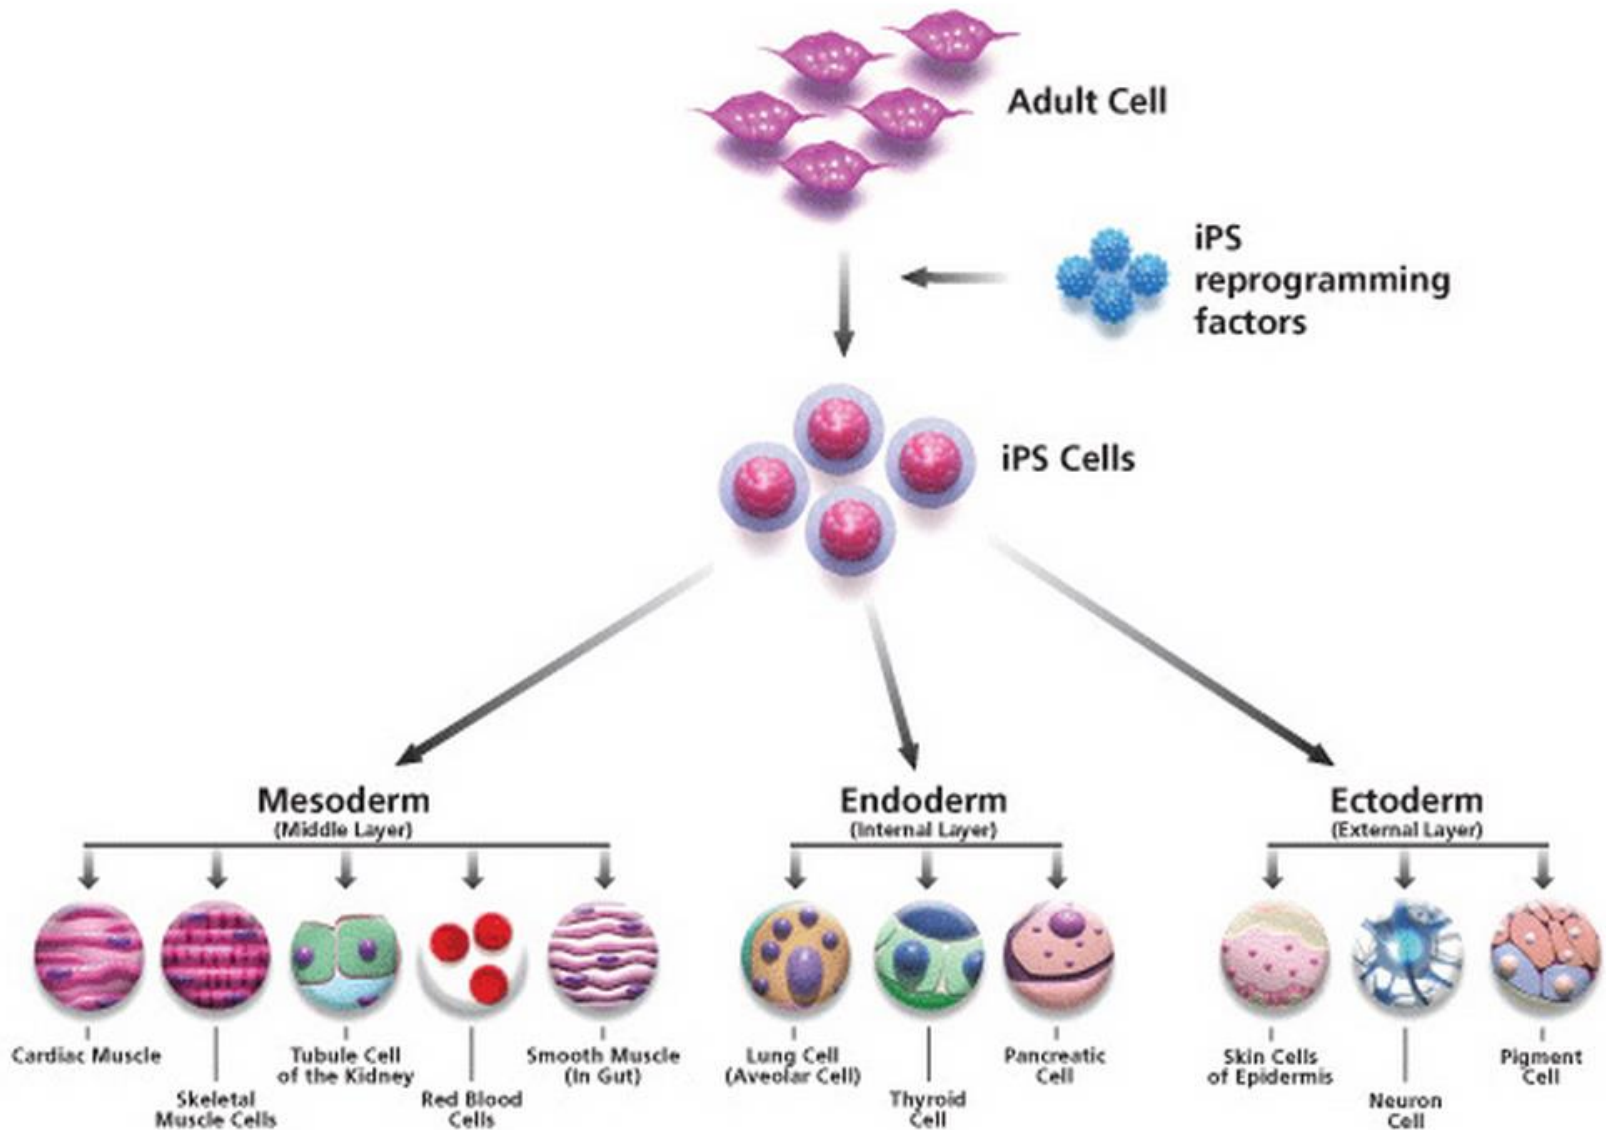 Adult Cell
iPS
reprogramming
factors
iPS Cells
Mesoderm
(Middle Layer)
Endoderm
(Internal Layer)
Ectoderm
(External Layer)
Cardiac Muscle
Skeletal
Muscle Cells
Tubule Cell
of the Kidney
Red Blood
Cells
Smooth Muscle
(In Gut)
Lung Cell
(Aveolar Cell)
Thyroid
Cell
Pancreatic
Cell
Skin Cells
of Epidermis
Neuron
Cell
Pigment
Cell